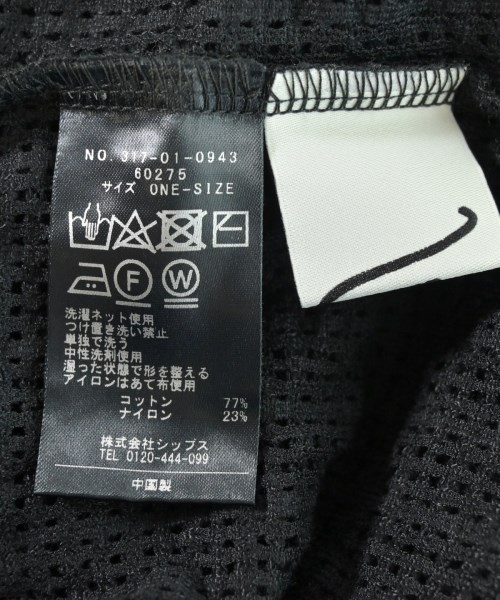 NO. 317-01-0943
60275
サイズ ONE-SIZE
F W
洗濯ネット使用
つけ置き洗い禁止
単独で洗う
中性洗剤使用
湿った状態で形を整える
アイロンはあて布使用
コットン 77%
ナイロン 23%
株式会社シップス
TEL 0120-444-099
中国製